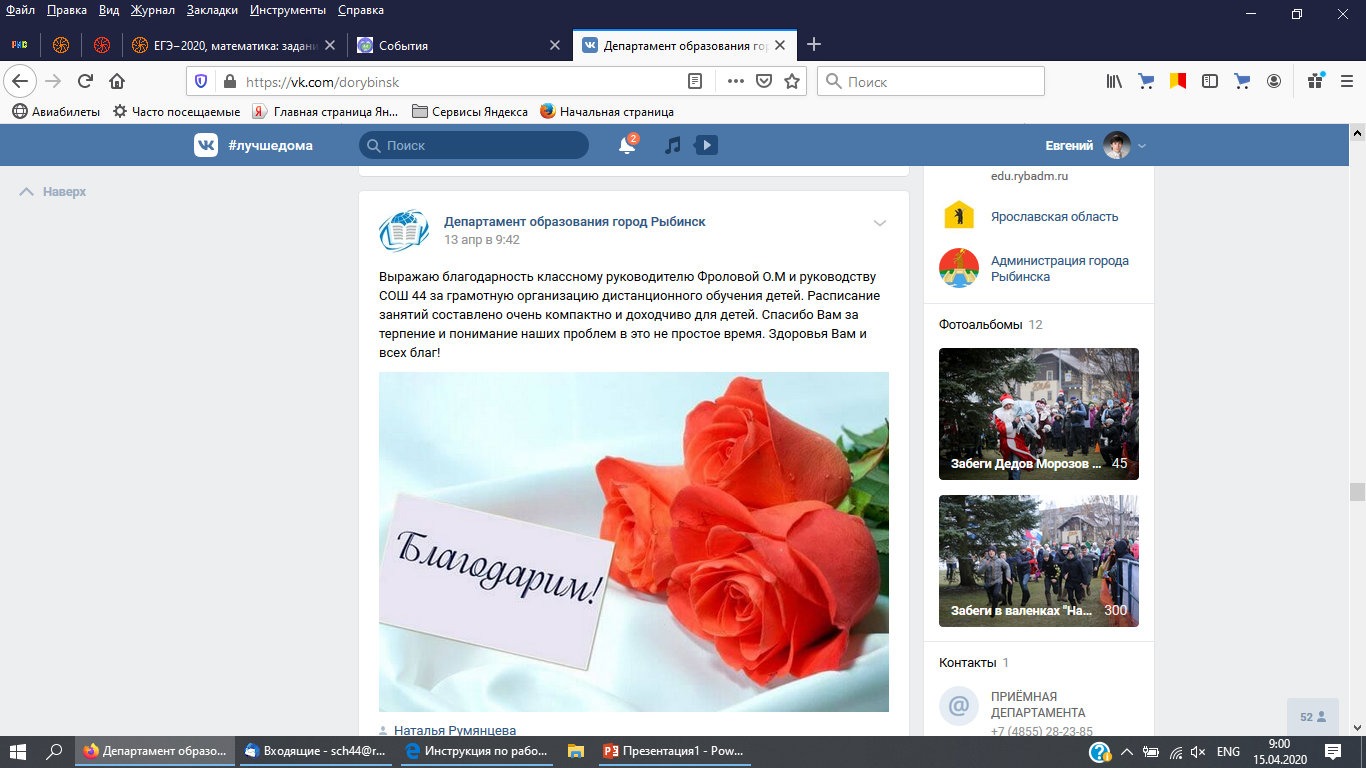 Файл Правка Вид Журнал Закладки Инструменты Справка
ЕГЭ–2020, математика: задани
События
Департамент образования гор
https://vk.com/dorybinsk
Поиск
Авиабилеты
Часто посещаемые
Главная страница Ян...
Сервисы Яндекса
Начальная страница
#лучшедома
Поиск
2
Евгений
Наверх
Департамент образования город Рыбинск
13 апр в 9:42
Выражаю благодарность классному руководителю Фроловой О.М и руководству
СОШ 44 за грамотную организацию дистанционного обучения детей. Расписание
занятий составлено очень компактно и доходчиво для детей. Спасибо Вам за
терпение и понимание наших проблем в это не простое время. Здоровья Вам и
всех благ!
Благодарим!
Наталья Румянцева
edu.rybadm.ru
Ярославская область
Администрация города
Рыбинска
Фотоальбомы 12
Забеги Дедов Морозов ... 45
Забеги в валенках "На... 300
Контакты 1
@
ПРИЁМНАЯ
ДЕПАРТАМЕНТА
+7 (4855) 28-23-85
52
Департамент образо...
Входящие - sch44@r...
Инструкция по рабо...
Презентация1 - Pow...
ENG
9:00
15.04.2020